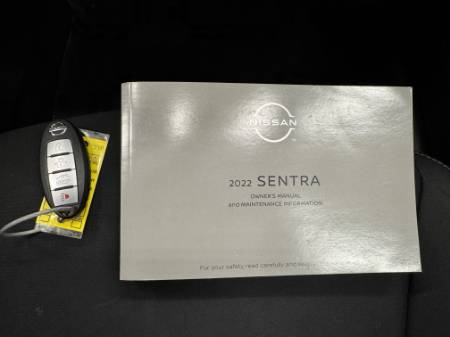 NISSAN
2022 SENTRA
OWNER'S MANUAL
AND MAINTENANCE INFORMATION
For your safety, read carefully and keep